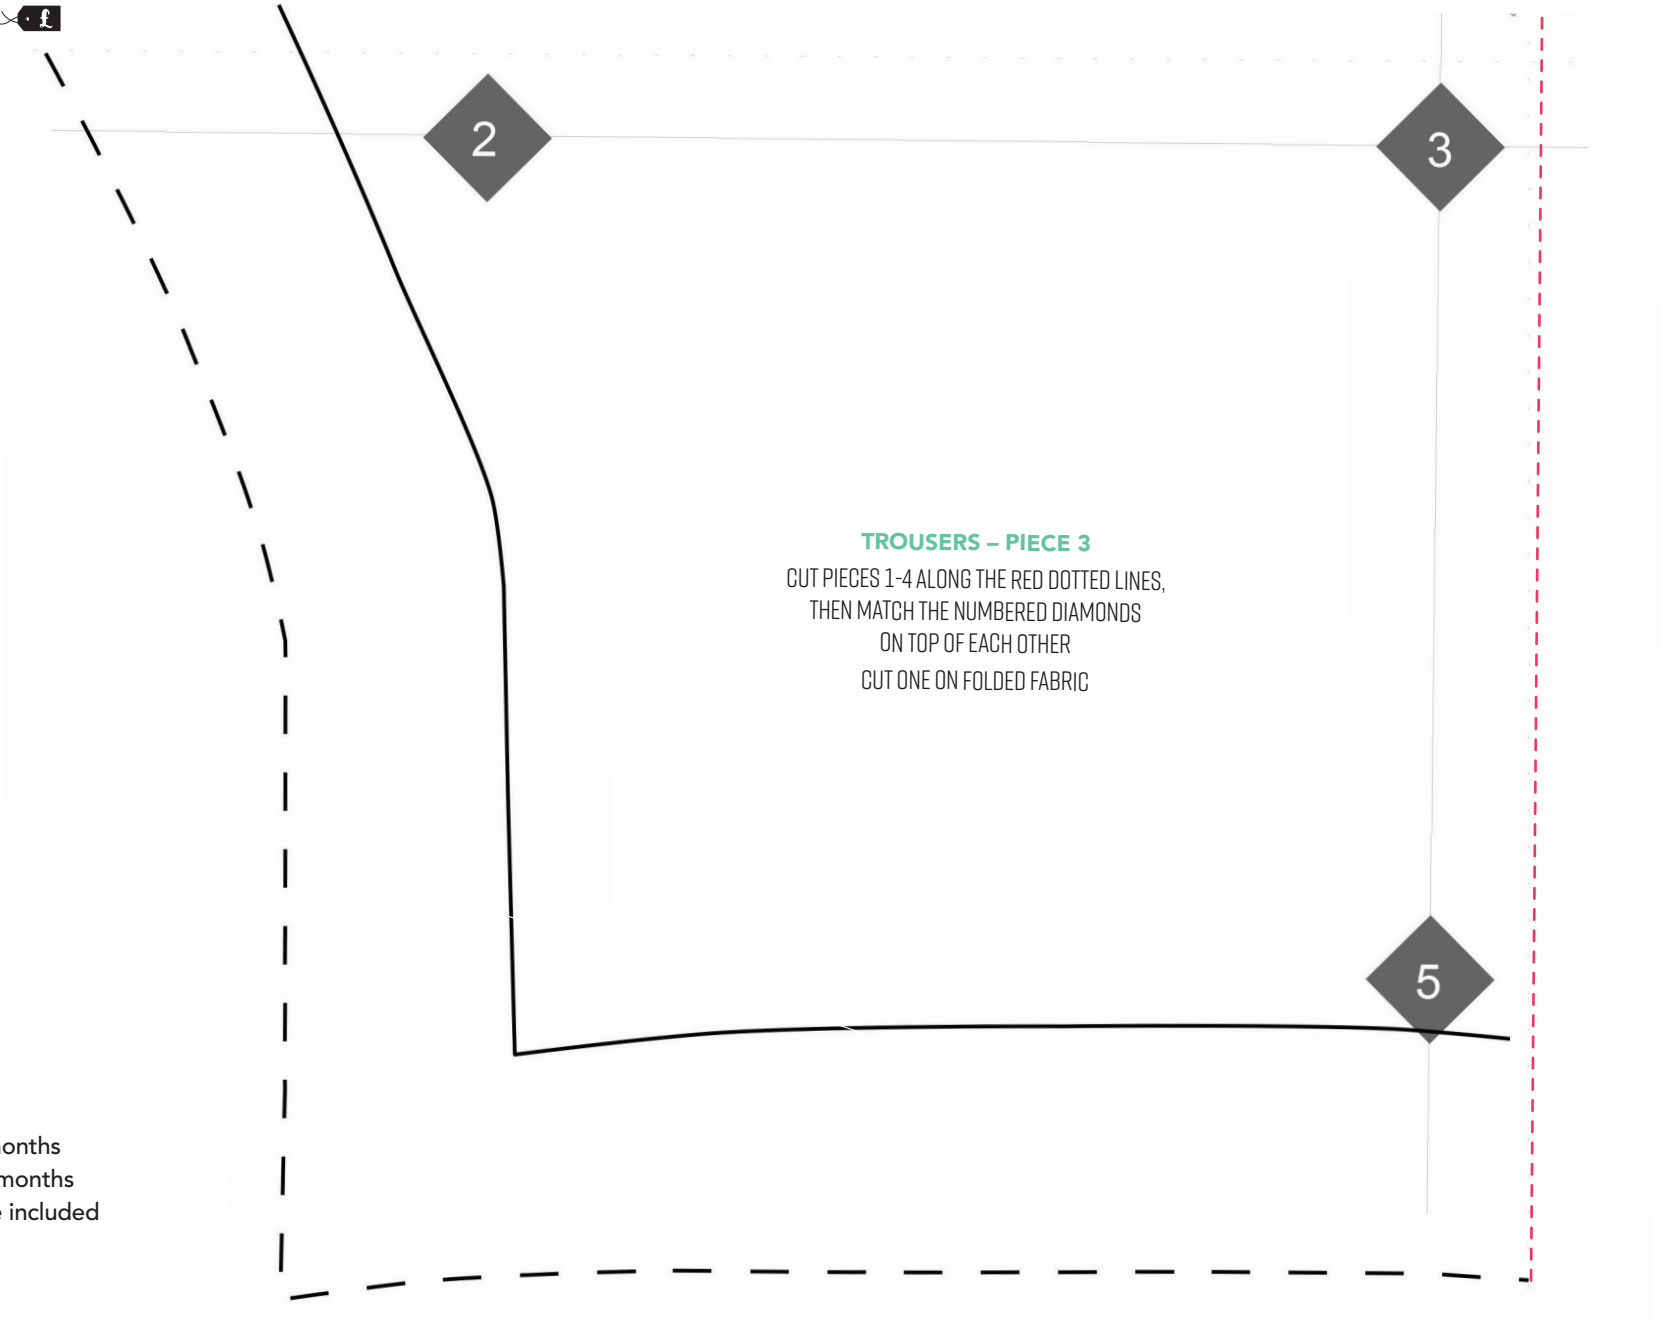 £
2
3
TROUSERS – PIECE 3
CUT PIECES 1-4 ALONG THE RED DOTTED LINES,
THEN MATCH THE NUMBERED DIAMONDS
ON TOP OF EACH OTHER
CUT ONE ON FOLDED FABRIC
5
onths
months
included